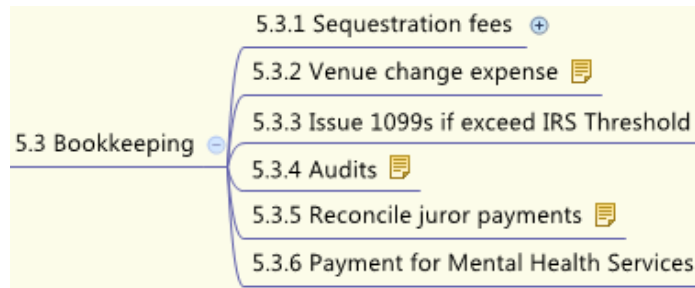 5.3.1 Sequestration fees
5.3.2 Venue change expense
5.3.3 Issue 1099s if exceed IRS Threshold
5.3 Bookkeeping
5.3.4 Audits
5.3.5 Reconcile juror payments
5.3.6 Payment for Mental Health Services